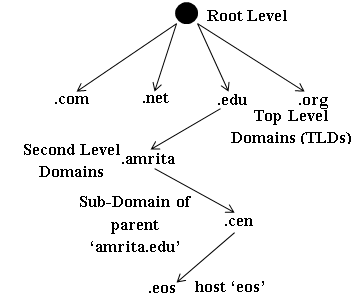 Root Level
.com .net .edu .org
Top Level
Domains (TLDs)
Second Level
Domains
.amrita
Sub-Domain of
parent
‘amrita.edu’
.cen
.eos host ‘eos’